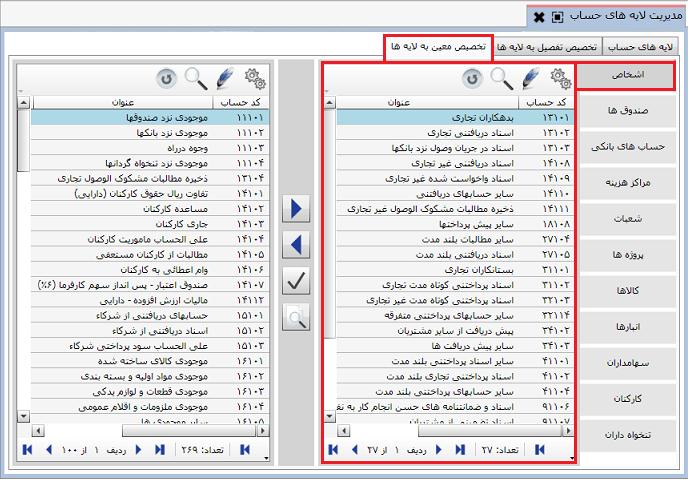 مدیریت لایه های حساب
لایه های حساب
تخصیص تفصیل به لایه ها
تخصیص معین به لایه ها
اشخاص
صندوق ها
حساب های بانکی
مراکز هزینه
شعبات
پروژه ها
کالاها
انبارها
سهامداران
کارکنان
تنخواه داران
کد حساب عنوان
۱۳۱۰۱ بدهکاران تجاری
۱۳۱۰۲ اسناد دریافتنی تجاری
۱۳۱۰۳ اسناد در جریان وصول نزد بانکها
۱۴۱۰۸ اسناد دریافتنی غیر تجاری
۱۴۱۰۹ اسناد واخواست شده غیر تجاری
۱۴۱۱۰ سایر حسابهای دریافتنی
۱۴۱۱۱ ذخیره مطالبات مشکوک الوصول غیر تجاری
۱۸۱۰۸ سایر پیش پرداختها
۲۷۱۰۴ سایر مطالبات بلند مدت
۲۷۱۰۵ اسناد دریافتنی بلند مدت
۳۱۱۰۱ بستانکاران تجاری
۳۱۱۰۲ اسناد پرداختنی کوتاه مدت تجاری
۳۲۱۰۳ اسناد پرداختنی کوتاه مدت غیر تجاری
۳۲۱۱۴ سایر حسابهای پرداختنی متفرقه
۳۴۱۰۲ پیش دریافت از سایر مشتریان
۳۴۱۰۳ سایر پیش دریافت ها
۴۱۱۰۱ سایر اسناد پرداختنی بلند مدت
۴۱۱۰۲ اسناد پرداختنی تجاری بلند مدت
۴۱۱۰۴ سایر حسابهای پرداختنی بلند مدت
۹۱۱۰۶ اسناد و ضمانتنامه های حسن انجام کار به نف
۹۱۱۰۷ اسناد تضمینی از مشتریان
تعداد: ۲۷ ردیف ۱ از ۲۷
کد حساب عنوان
۱۱۱۰۱ موجودی نزد صندوقها
۱۱۱۰۲ موجودی نزد بانکها
۱۱۱۰۳ وجوه درراه
۱۱۱۰۴ موجودی نزد تنخواه گردانها
۱۳۱۰۴ ذخیره مطالبات مشکوک الوصول تجاری
۱۴۱۰۱ تفاوت ریال حقوق کارکنان (دارایی)
۱۴۱۰۲ مساعده کارکنان
۱۴۱۰۳ جاری کارکنان
۱۴۱۰۴ علی الحساب ماموریت کارکنان
۱۴۱۰۵ مطالبات از کارکنان مستعفی
۱۴۱۰۶ وام اعطائی به کارکنان
۱۴۱۰۷ صندوق اعتبار - پس انداز سهم کارفرما (۶%)
۱۴۱۱۲ مالیات ارزش افزوده - دارایی
۱۵۱۰۱ حسابهای دریافتنی از شرکاء
۱۵۱۰۲ اسناد دریافتنی از شرکاء
۱۵۱۰۳ علی الحساب سود پرداختی شرکاء
۱۶۱۰۱ موجودی کالای ساخته شده
۱۶۱۰۲ موجودی مواد اولیه و بسته بندی
۱۶۱۰۳ موجودی قطعات و لوازم یدکی
۱۶۱۰۴ موجودی ملزومات و اقلام عمومی
۱۶۱۰۵ سایر موجودی ها
تعداد: ۲۶۹ ردیف ۱ از ۱۰۰